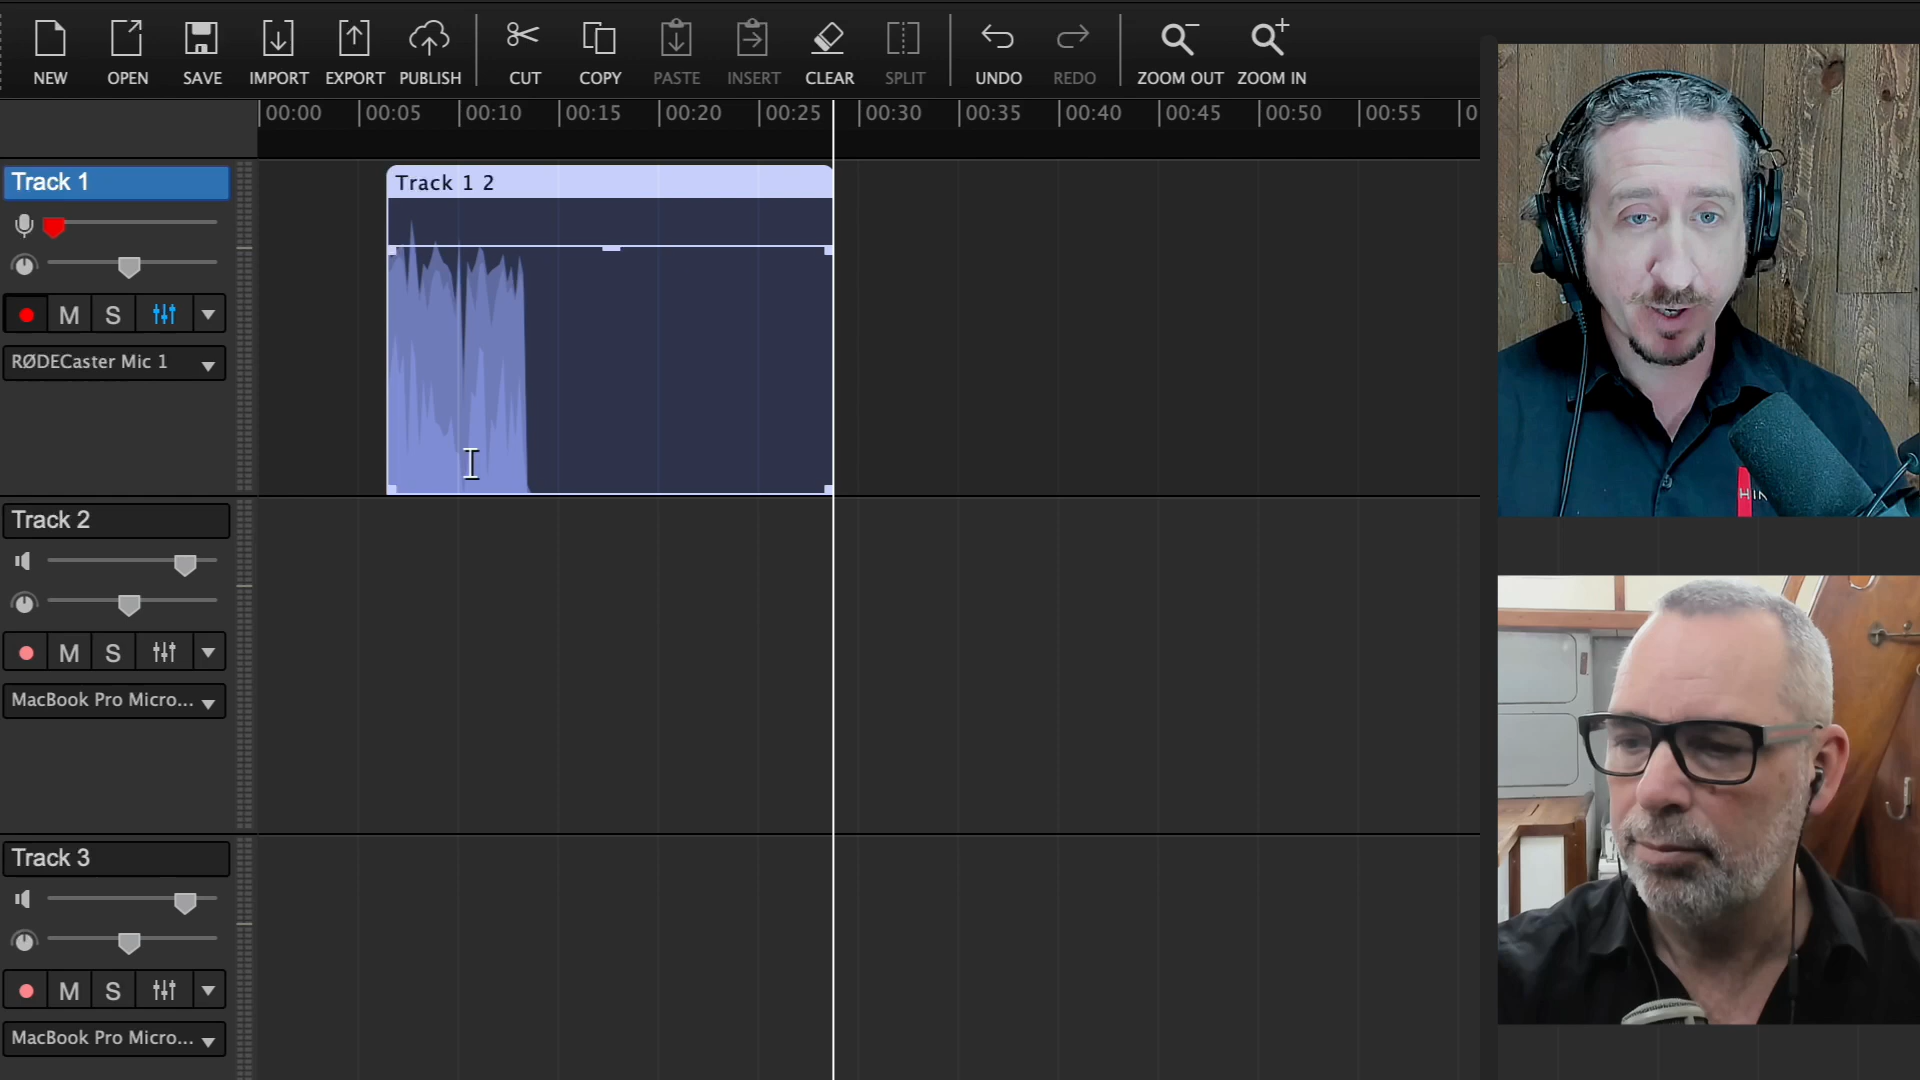 NEW OPEN SAVE IMPORT EXPORT PUBLISH CUT COPY PASTE INSERT CLEAR SPLIT UNDO REDO ZOOM OUT ZOOM IN
00:00 00:05 00:10 00:15 00:20 00:25 00:30 00:35 00:40 00:45 00:50 00:55 0
Track 1
Track 1 2
M S
RØDECaster Mic 1
HIN
Track 2
M S
MacBook Pro Micro...
Track 3
M S
MacBook Pro Micro...